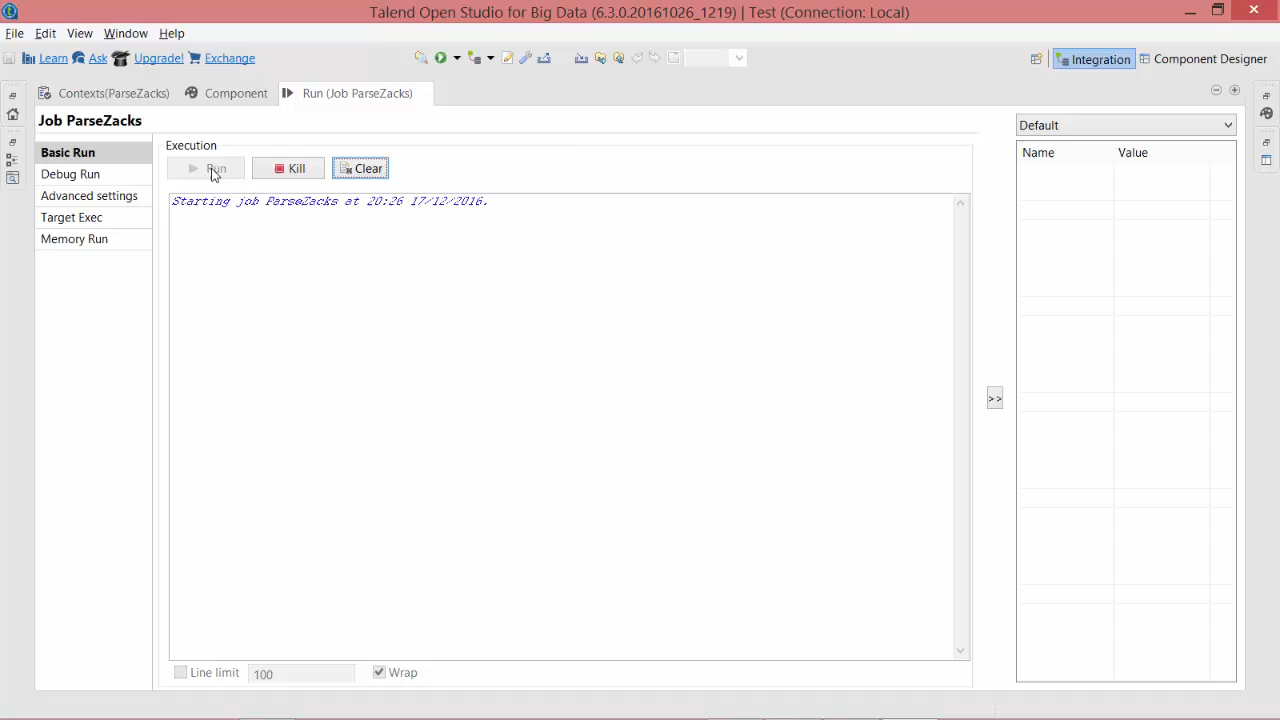 Talend Open Studio for Big Data (6.3.0.20161026_1219) | Test (Connection: Local)
File Edit View Window Help
Learn Ask Upgrade! Exchange Integration Component Designer
Contexts(ParseZacks) Component Run (Job ParseZacks)
Job ParseZacks
Basic Run
Debug Run
Advanced settings
Target Exec
Memory Run
Execution
Run Kill Clear
Starting job ParseZacks at 20:26 17/12/2016.
Line limit 100 Wrap
>>
Default
Name Value